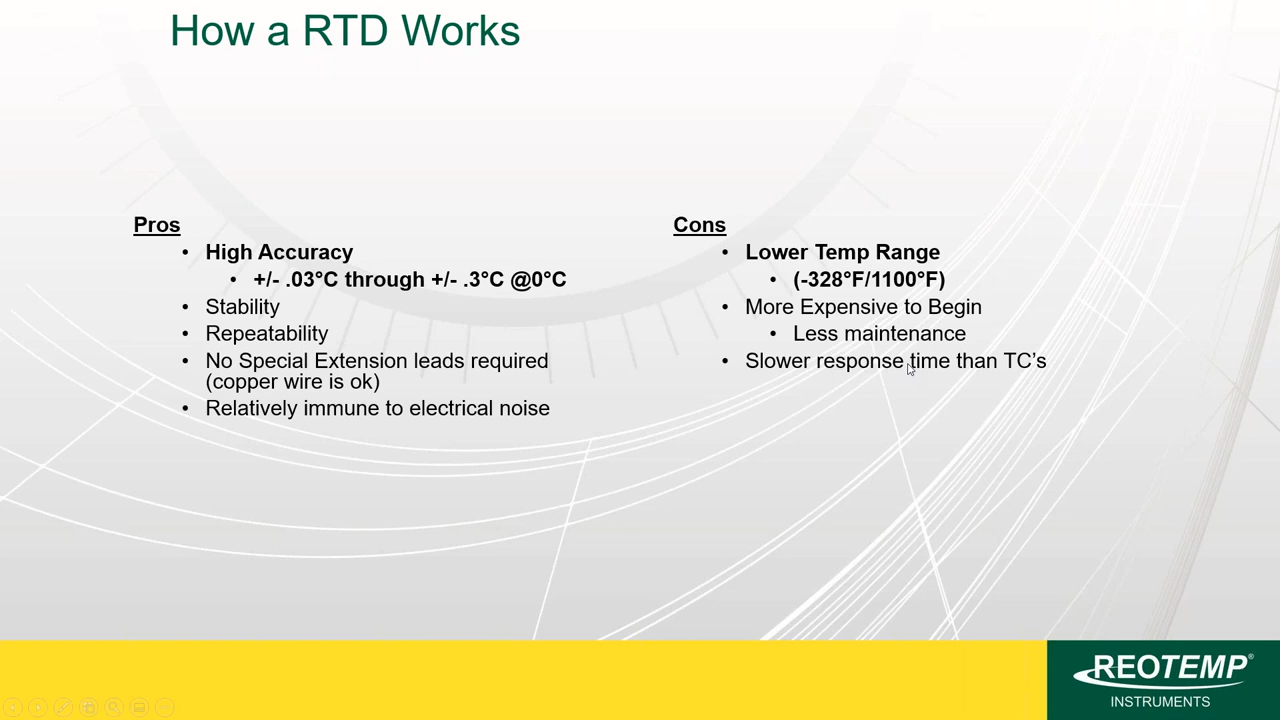 How a RTD Works
Pros
• High Accuracy
• +/- .03°C through +/- .3°C @0°C
• Stability
• Repeatability
• No Special Extension leads required
(copper wire is ok)
• Relatively immune to electrical noise
Cons
• Lower Temp Range
• (-328°F/1100°F)
• More Expensive to Begin
• Less maintenance
• Slower response time than TC’s
REOTEMP®
INSTRUMENTS